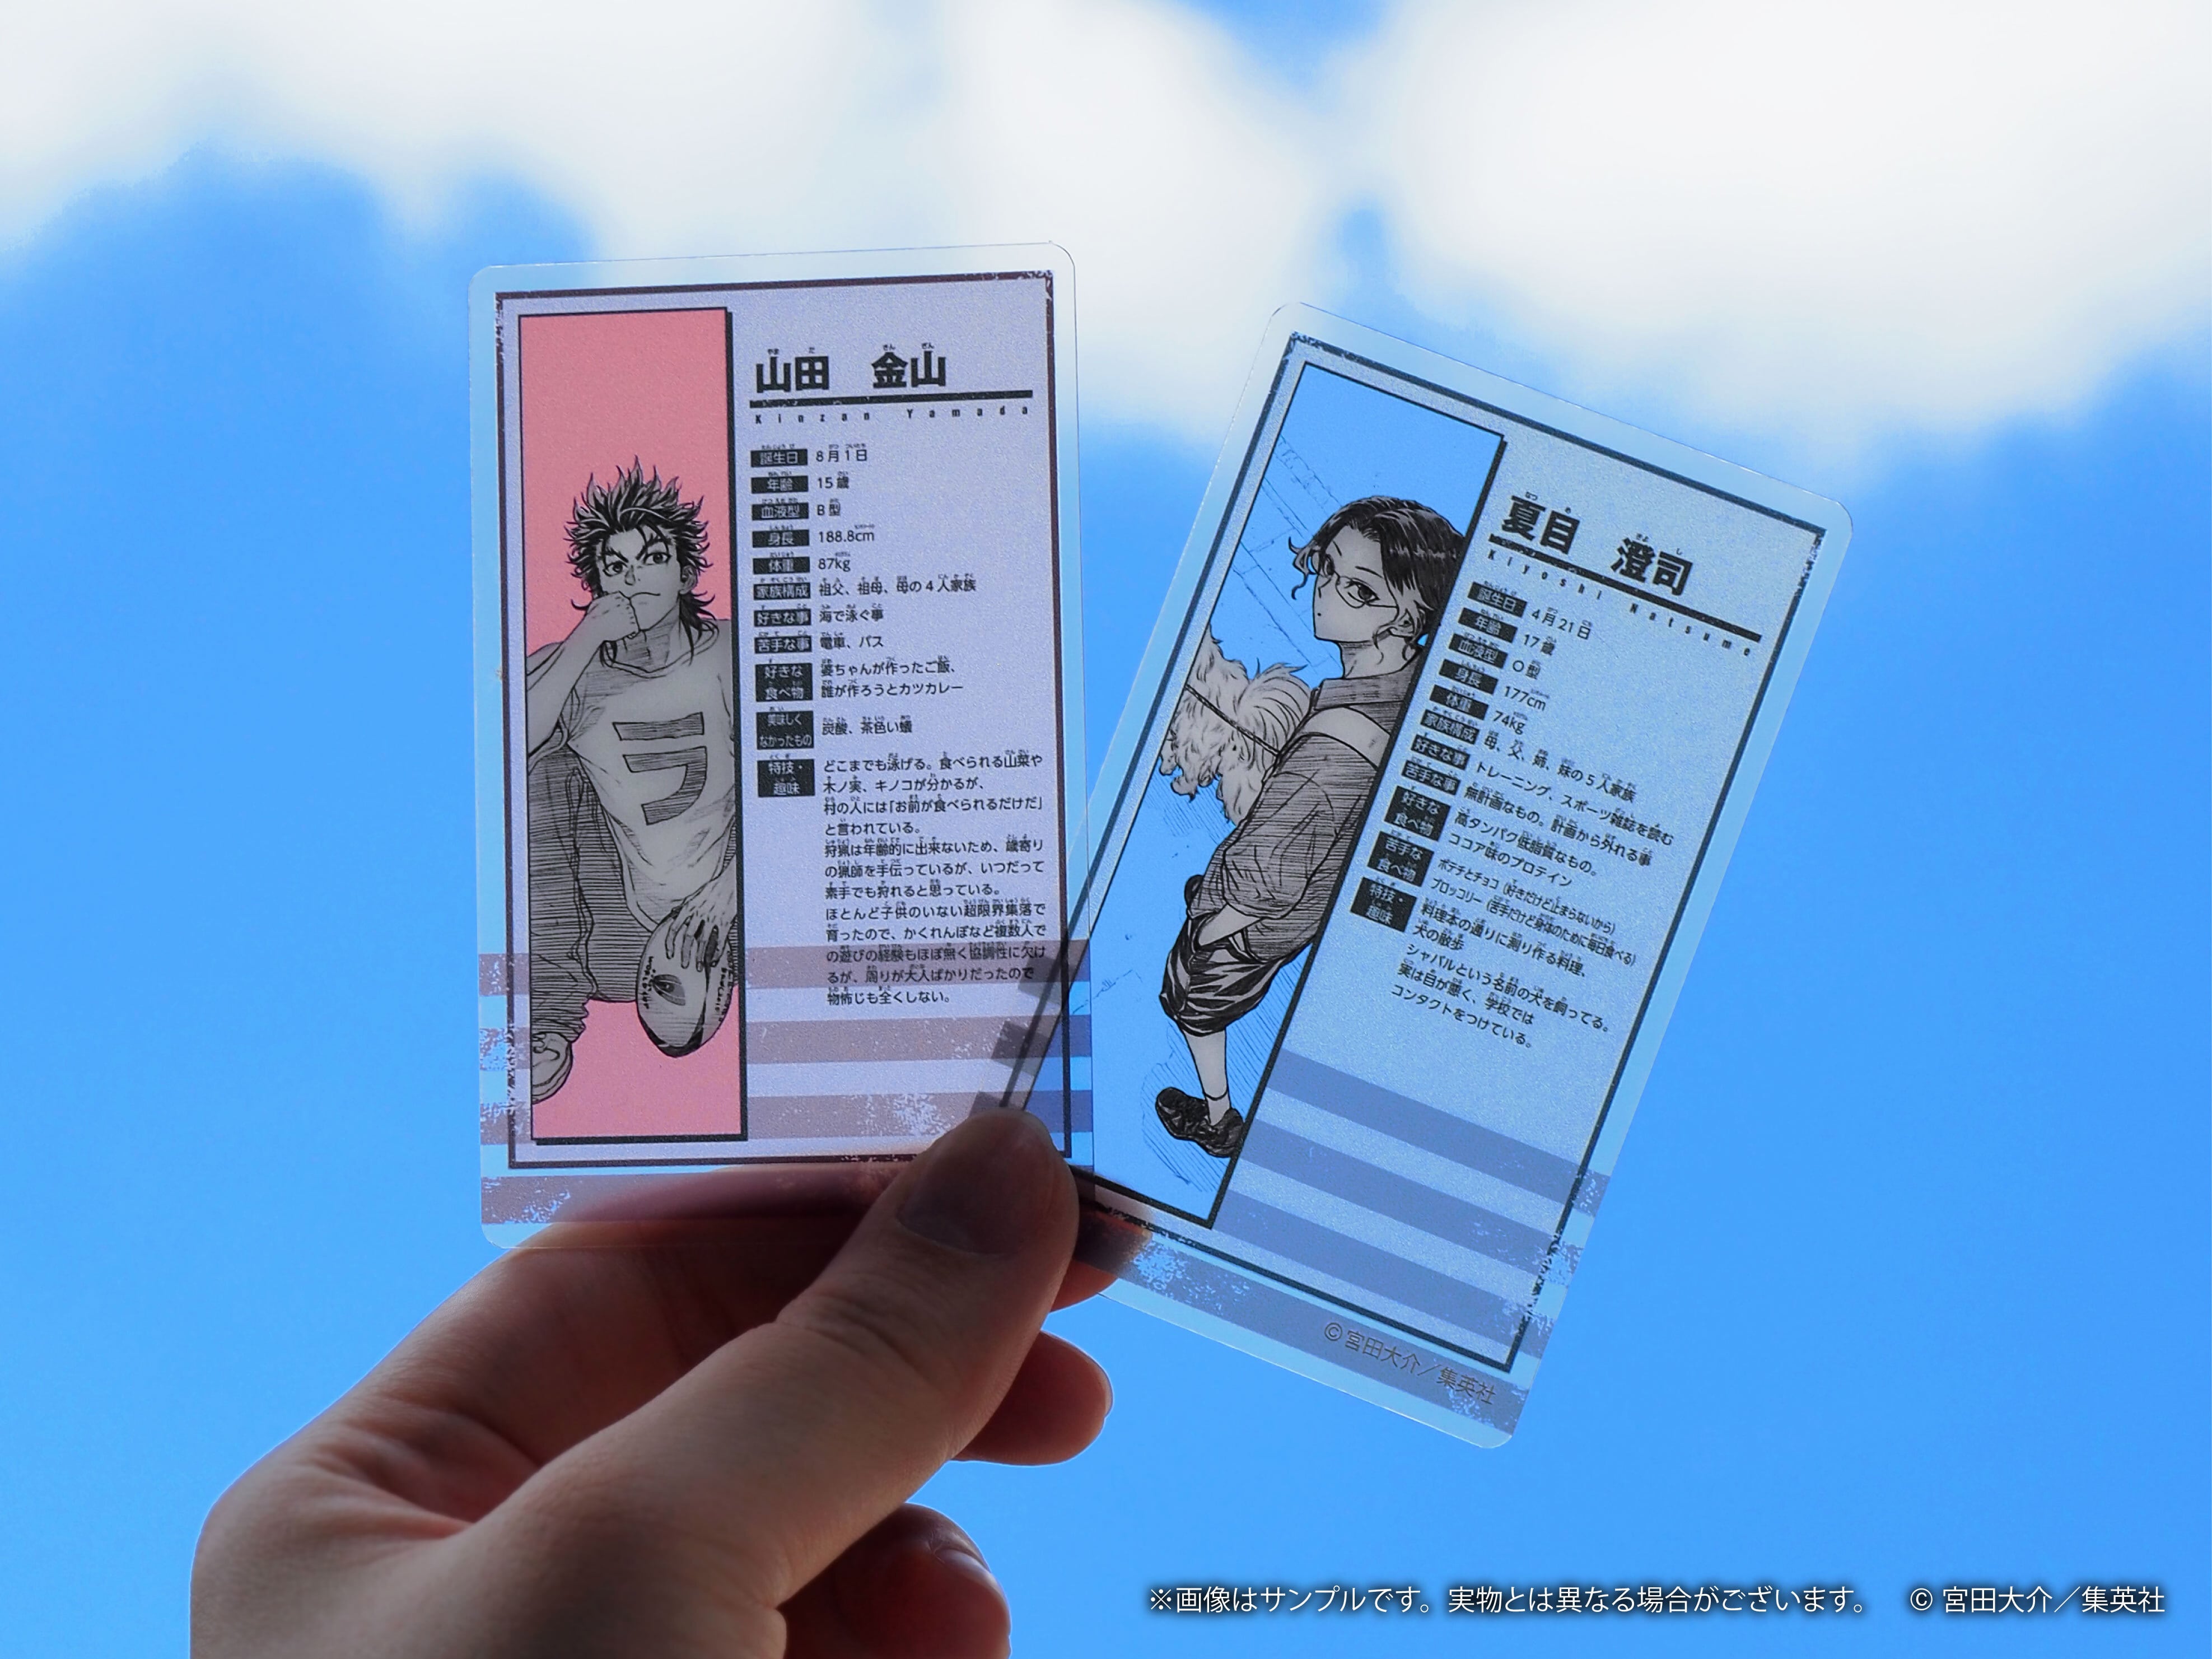 山田 金山
Kinzan Yamada
誕生日 8月1日
年齢 15歳
血液型 B型
身長 188.8cm
体重 87kg
家族構成 祖父、祖母、母の4人家族
好きな事 海で泳ぐ事
苦手な事 電車、バス
好きな食べ物 婆ちゃんが作ったご飯、
誰が作ろうとカツカレー
美味しくなかったもの 炭酸、茶色い蟻
特技・趣味 どこまでも泳げる。食べられる山菜や
木ノ実、キノコが分かるが、
村の人には「お前が食べられるだけだ」
と言われている。
狩猟は年齢的に出来ないため、歳寄り
の猟師を手伝っているが、いつだって
素手でも狩れると思っている。
ほとんど子供のいない超限界集落で
育ったので、かくれんぼなど複数人で
の遊びの経験もほぼ無く協調性に欠け
るが、周りが大人ばかりだったので
物怖じも全くしない。
ラ
夏目 澄司
Kiyoshi Natsume
誕生日 4月21日
年齢 17歳
血液型 O型
身長 177cm
体重 74kg
家族構成 母、父、姉、妹の5人家族
好きな事 トレーニング、スポーツ雑誌を読む
苦手な事 無計画なもの。計画から外れる事
好きな食べ物 高タンパク低脂質なもの。
ココア味のプロテイン
苦手な食べ物 ポテチとチョコ（好きだけど止まらないから）
ブロッコリー（苦手だけど身体のために毎日食べる）
特技・趣味 料理本の通りに測り作る料理、
犬の散歩
シャバルという名前の犬を飼ってる。
実は目が悪く、学校では
コンタクトをつけている。
© 宮田大介／集英社
※画像はサンプルです。実物とは異なる場合がございます。 © 宮田大介／集英社